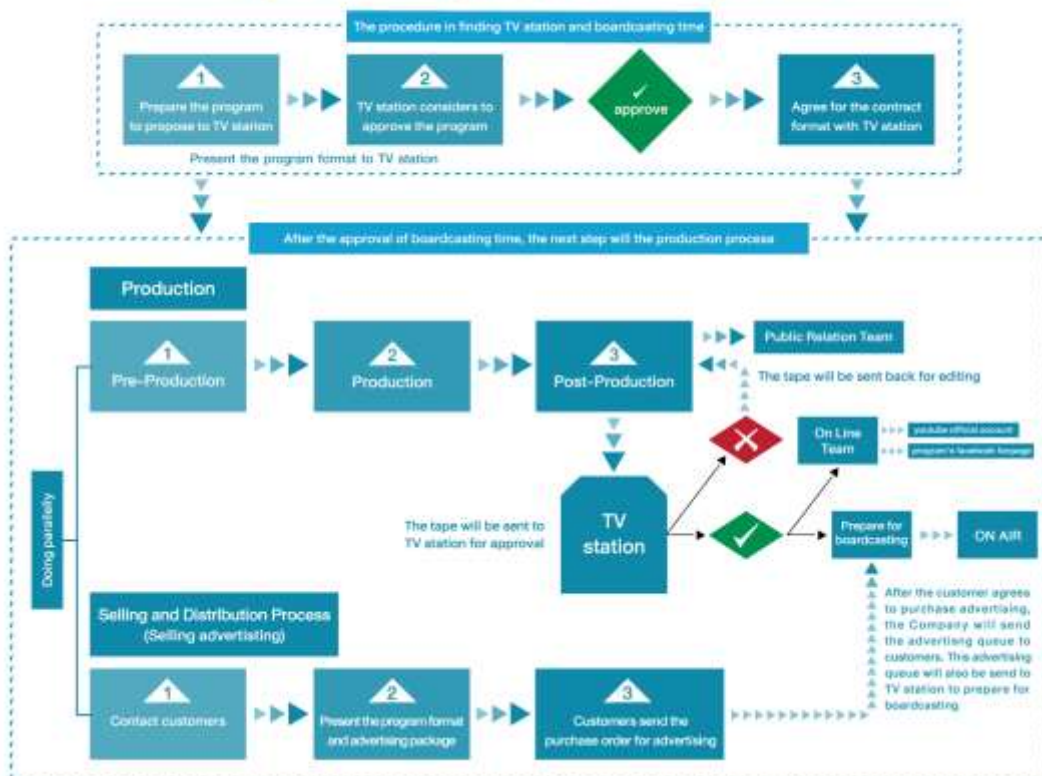 The procedure in finding TV station and boardcasting time
1
Prepare the program
to propose to TV station
2
TV station considers to
approve the program
approve
3
Agree for the contract
format with TV station
Present the program format to TV station
After the approval of boardcasting time, the next step will the production process
Production
1
Pre-Production
2
Production
3
Post-Production
Public Relation Team
The tape will be sent back for editing
On Line
Team
youtube official account
program's facebook fanpage
Doing parallelly
The tape will be sent to
TV station for approval
TV
station
Prepare for
boardcasting
ON AIR
Selling and Distribution Process
(Selling advertisting)
After the customer agrees
to purchase advertising,
the Company will send
the advertising queue to
customers. This advertising
queue will also be send to
TV station to prepare for
boardcasting
1
Contact customers
2
Present the program format
and advertising package
3
Customers send the
purchase order for advertising